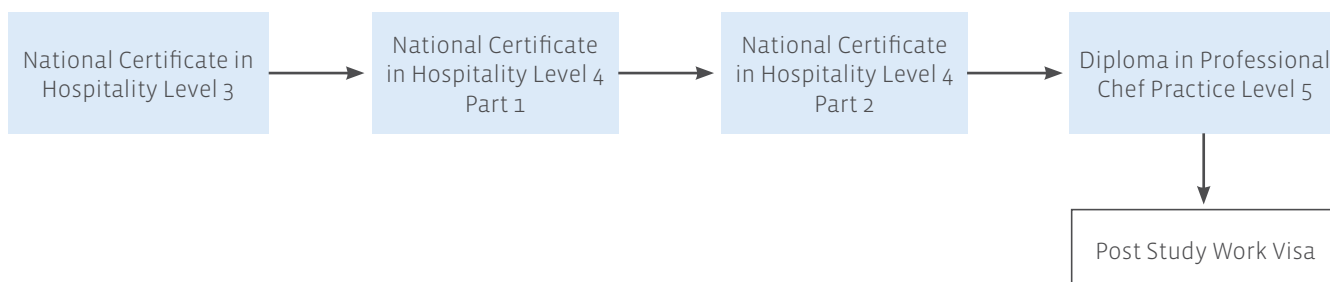 National Certificate in
Hospitality Level 3
National Certificate
in Hospitality Level 4
Part 1
National Certificate
in Hospitality Level 4
Part 2
Diploma in Professional
Chef Practice Level 5
Post Study Work Visa